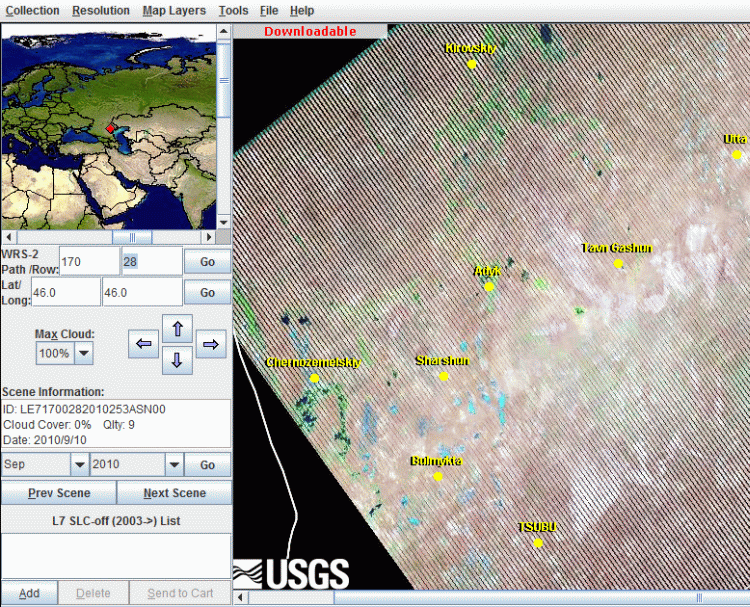 Collection Resolution Map Layers Tools File Help
Downloadable
Kirovskiy
Utta
Tavn Gashun
Adyk
Chernozemelskiy
Sharshun
Gulmykta
TSUBU
USGS
WRS-2
Path /Row: 170 28 Go
Lat/
Long: 46.0 46.0 Go
Max Cloud:
100%
Scene Information:
ID: LE71700282010253ASN00
Cloud Cover: 0% Qlty: 9
Date: 2010/9/10
Sep 2010 Go
Prev Scene Next Scene
L7 SLC-off (2003->) List
Add Delete Send to Cart